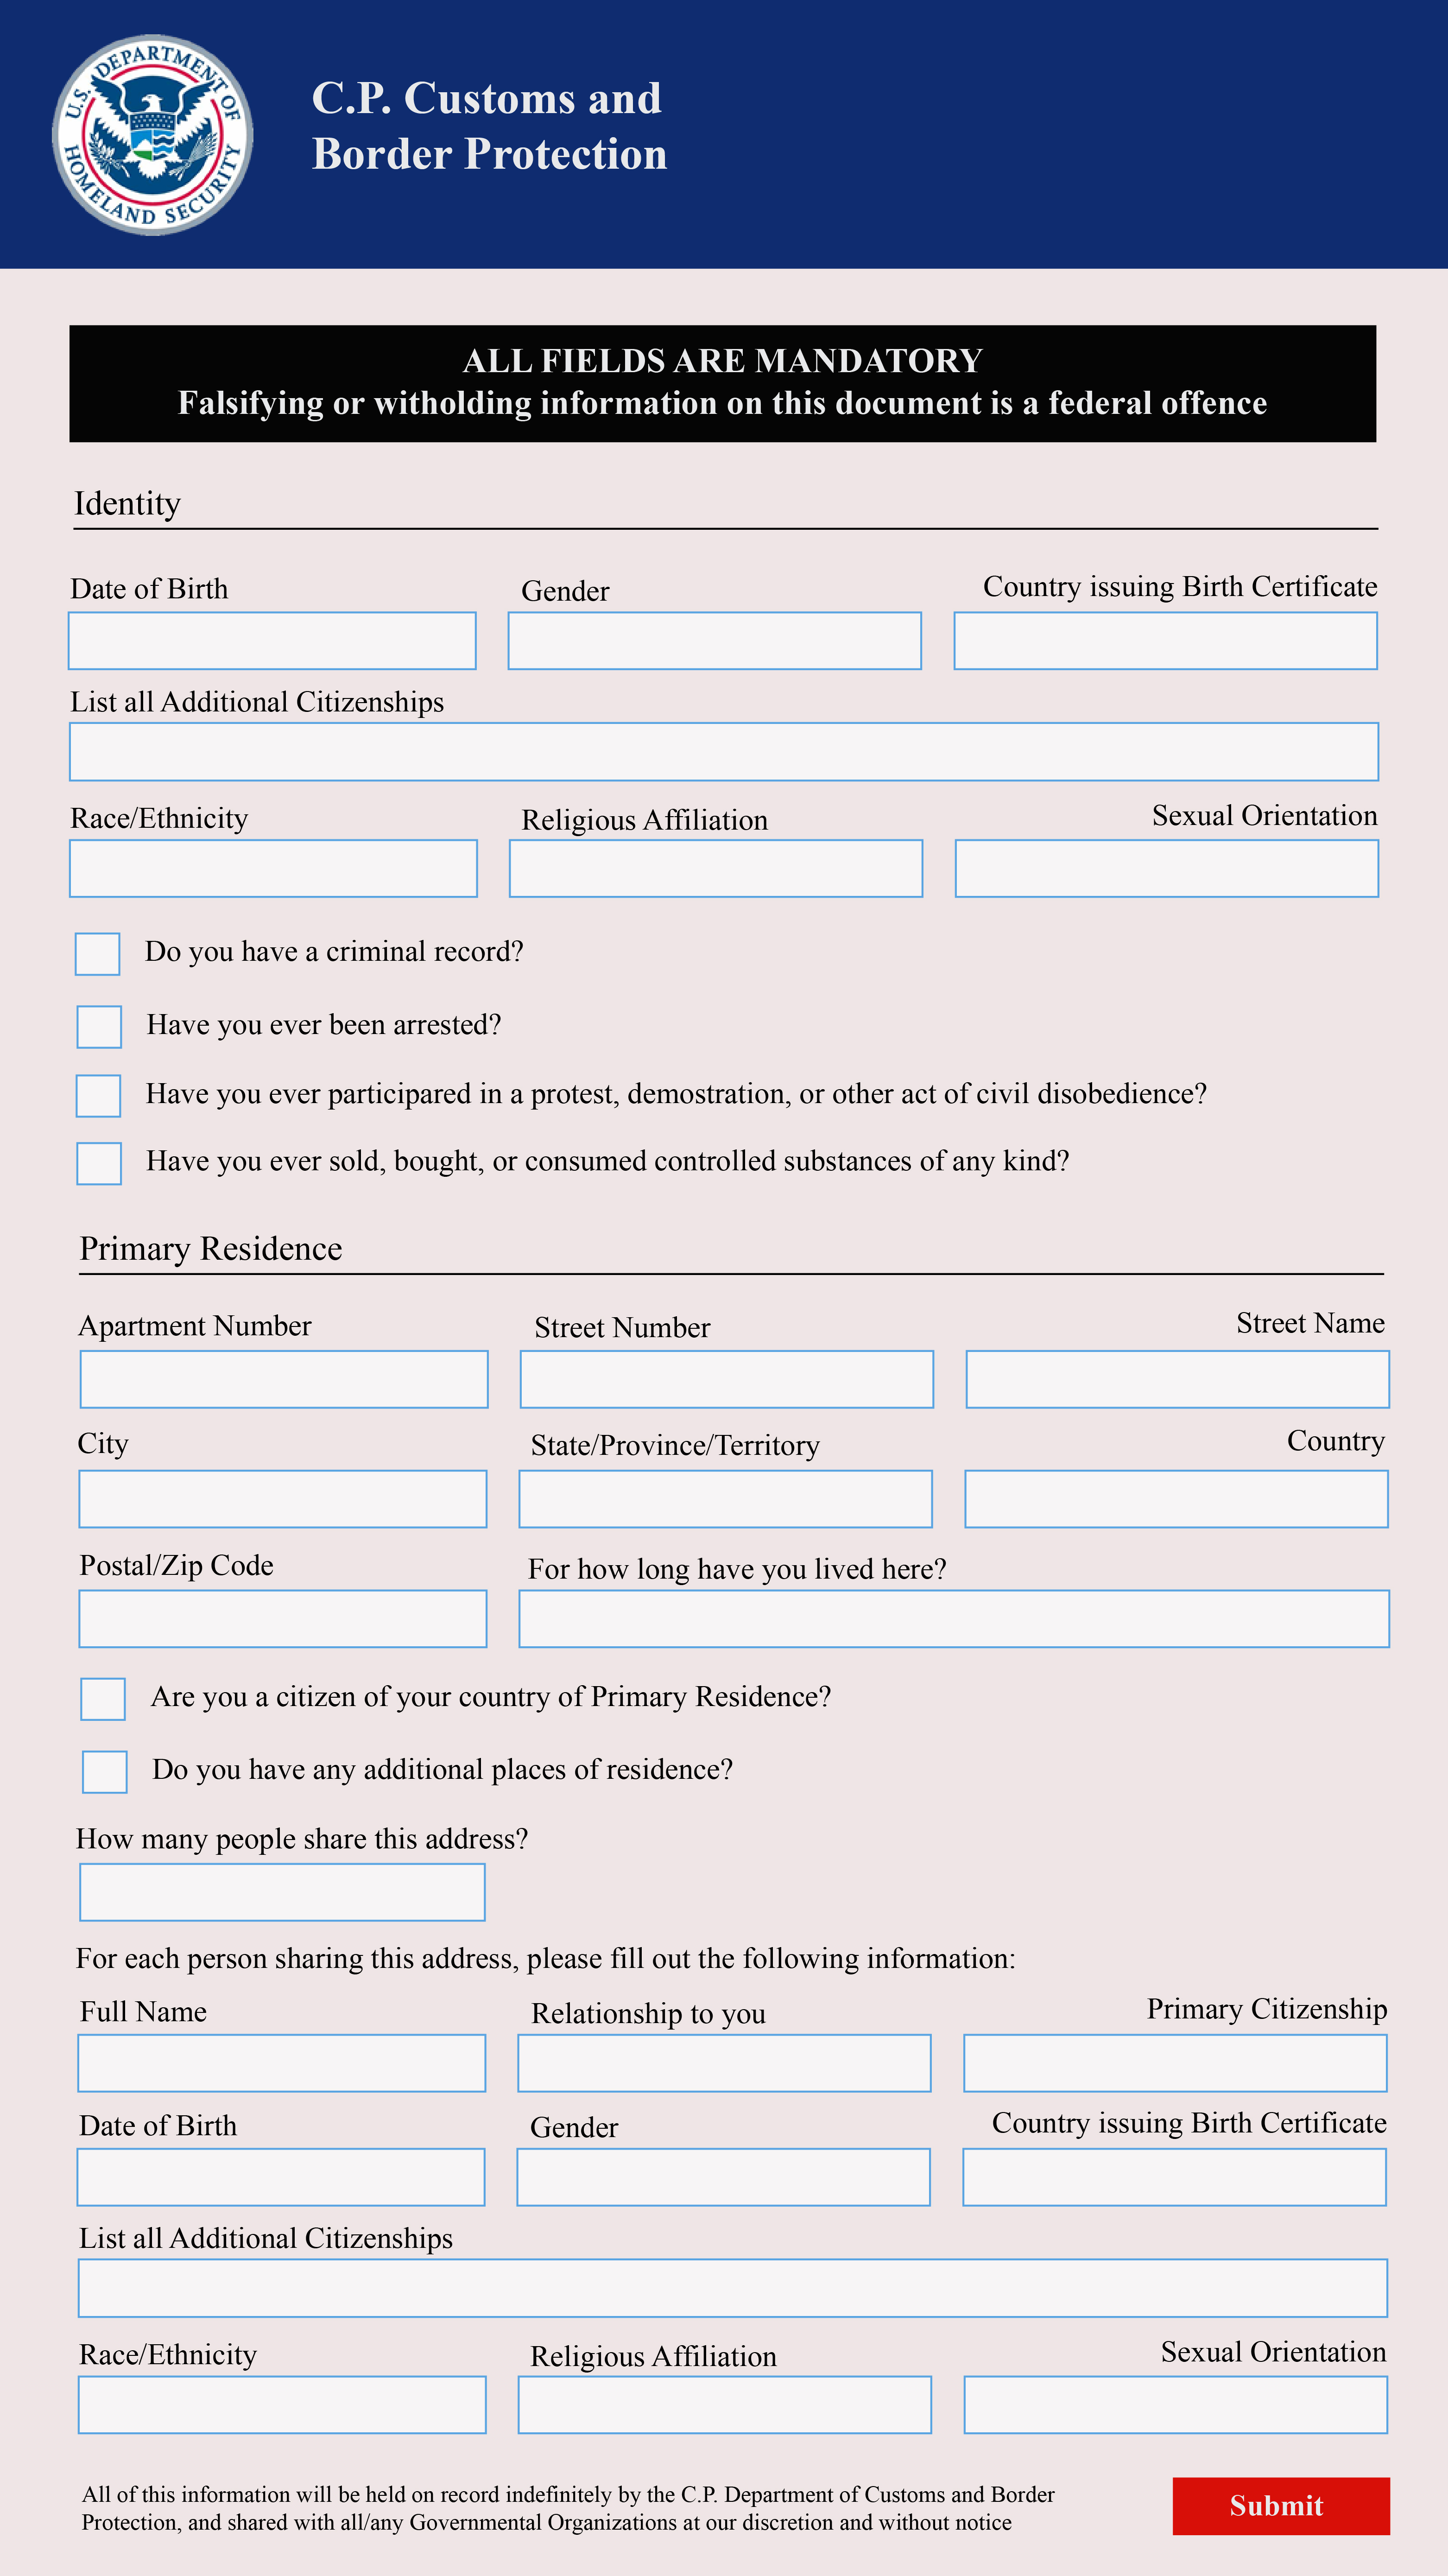 U.S. DEPARTMENT OF
HOMELAND SECURITY
C.P. Customs and
Border Protection
ALL FIELDS ARE MANDATORY
Falsifying or witholding information on this document is a federal offence
Identity
Date of Birth
Gender
Country issuing Birth Certificate
List all Additional Citizenships
Race/Ethnicity
Religious Affiliation
Sexual Orientation
Do you have a criminal record?
Have you ever been arrested?
Have you ever participared in a protest, demostration, or other act of civil disobedience?
Have you ever sold, bought, or consumed controlled substances of any kind?
Primary Residence
Apartment Number
Street Number
Street Name
City
State/Province/Territory
Country
Postal/Zip Code
For how long have you lived here?
Are you a citizen of your country of Primary Residence?
Do you have any additional places of residence?
How many people share this address?
For each person sharing this address, please fill out the following information:
Full Name
Relationship to you
Primary Citizenship
Date of Birth
Gender
Country issuing Birth Certificate
List all Additional Citizenships
Race/Ethnicity
Religious Affiliation
Sexual Orientation
All of this information will be held on record indefinitely by the C.P. Department of Customs and Border
Protection, and shared with all/any Governmental Organizations at our discretion and without notice
Submit